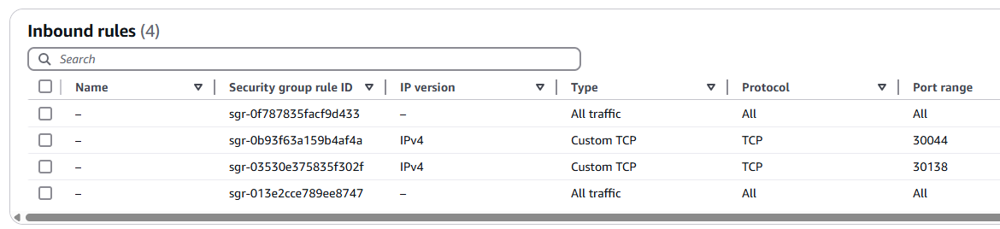 Inbound rules (4)
Search
Name Security group rule ID IP version Type Protocol Port range
– sgr-0f787835facf9d433 – All traffic All All
– sgr-0b93f63a159b4af4a IPv4 Custom TCP TCP 30044
– sgr-03530e375835f302f IPv4 Custom TCP TCP 30138
– sgr-013e2cce789ee8747 – All traffic All All